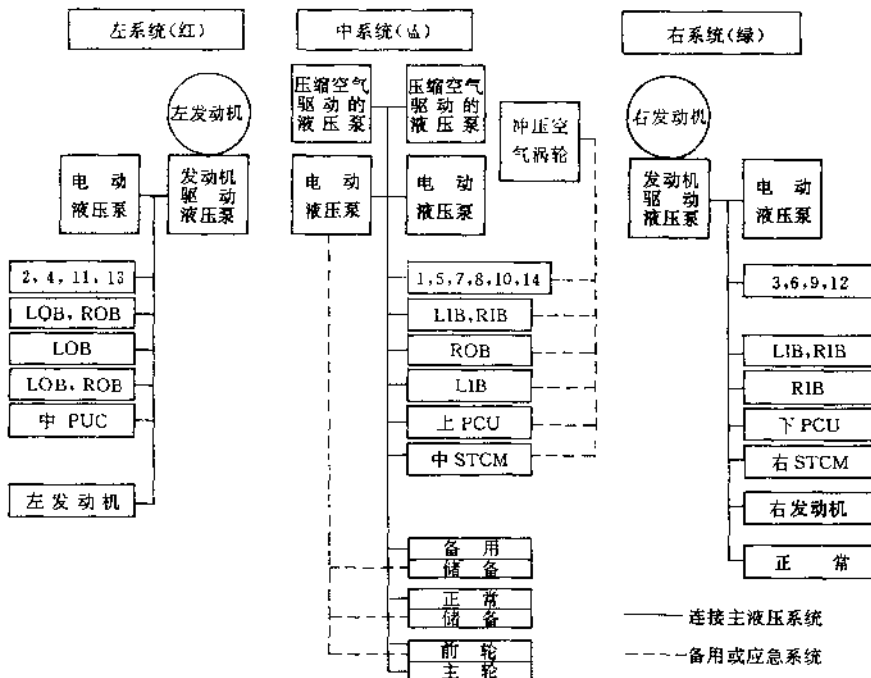 左系统(红)
中系统(蓝)
右系统(绿)
左发动机
压缩空气
驱动的
液压泵
压缩空气
驱动的
液压泵
冲压空
气涡轮
右发动机
电动
液压泵
发动机
驱动
液压泵
电动
液压泵
电动
液压泵
发动机
驱动
液压泵
电动
液压泵
2,4,11,13
LOB,ROB
LOB
LOB,ROB
中 PUC
左发动机
1,5,7,8,10,14
LIB,RIB
ROB
LIB
上 PCU
中 STCM
备用
储备
正常
储备
前轮
主轮
3,6,9,12
LIB,RIB
RIB
下 PCU
右 STCM
右发动机
正常
连接主液压系统
备用或应急系统